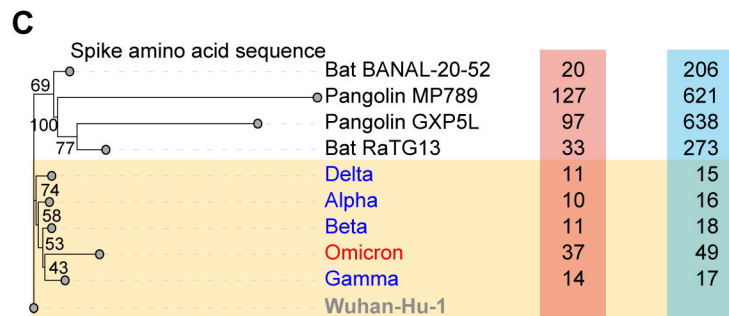 C
Spike amino acid sequence
69 Bat BANAL-20-52 20 206
Pangolin MP789 127 621
100 Pangolin GXP5L 97 638
77 Bat RaTG13 33 273
Delta 11 15
74 Alpha 10 16
58 Beta 11 18
53 Omicron 37 49
43 Gamma 14 17
Wuhan-Hu-1